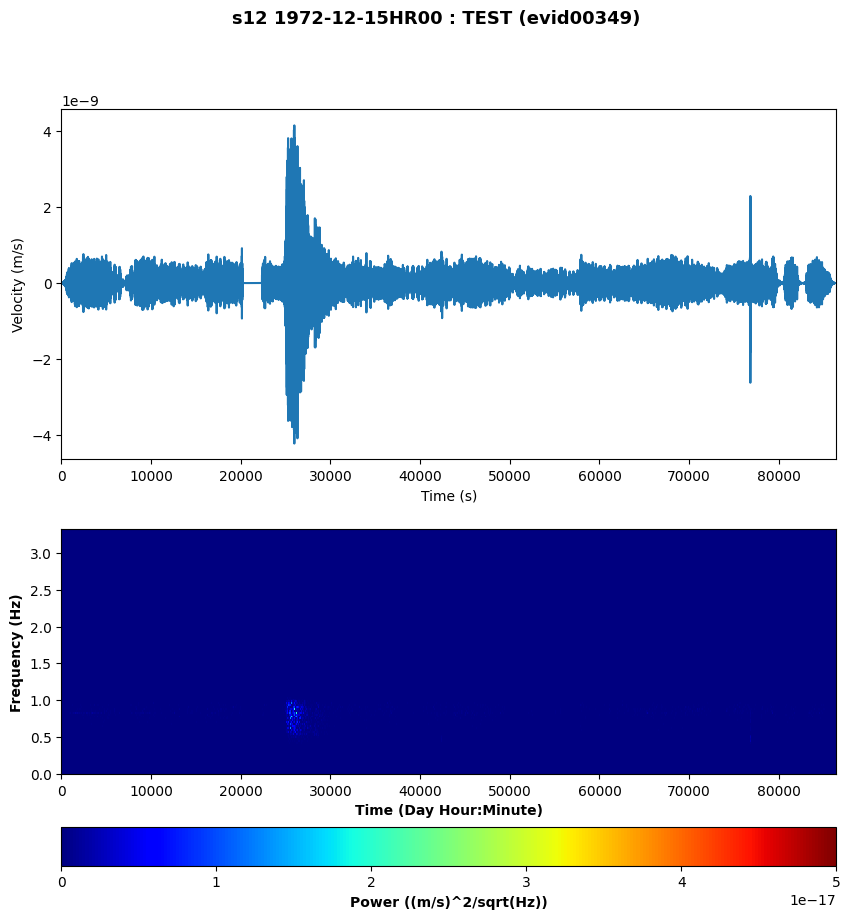 s12 1972-12-15HR00 : TEST (evid00349)
1e−9
4
2
0
−2
−4
Velocity (m/s)
0 10000 20000 30000 40000 50000 60000 70000 80000
Time (s)
3.0
2.5
2.0
1.5
1.0
0.5
0.0
Frequency (Hz)
0 10000 20000 30000 40000 50000 60000 70000 80000
Time (Day Hour:Minute)
0 1 2 3 4 5
1e−17
Power ((m/s)^2/sqrt(Hz))